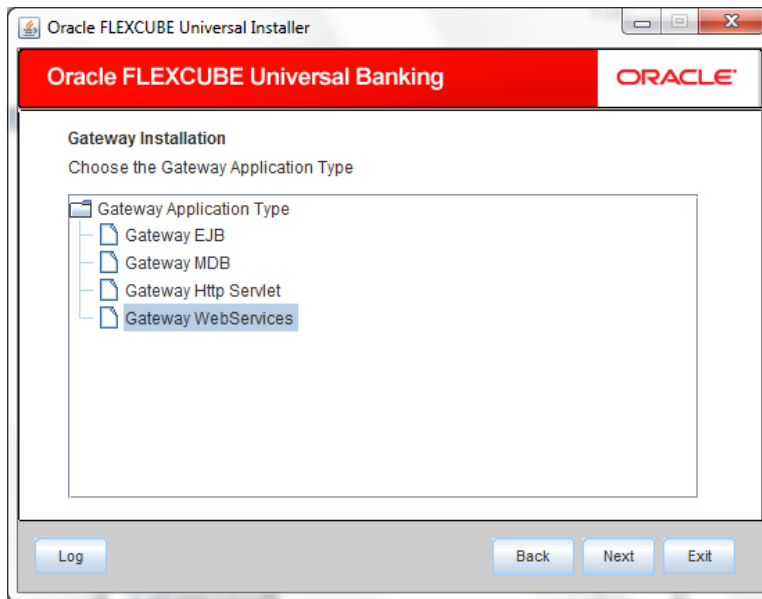 Oracle FLEXCUBE Universal Installer
Oracle FLEXCUBE Universal Banking
ORACLE
Gateway Installation
Choose the Gateway Application Type
Gateway Application Type
Gateway EJB
Gateway MDB
Gateway Http Servlet
Gateway WebServices
Log Back Next Exit